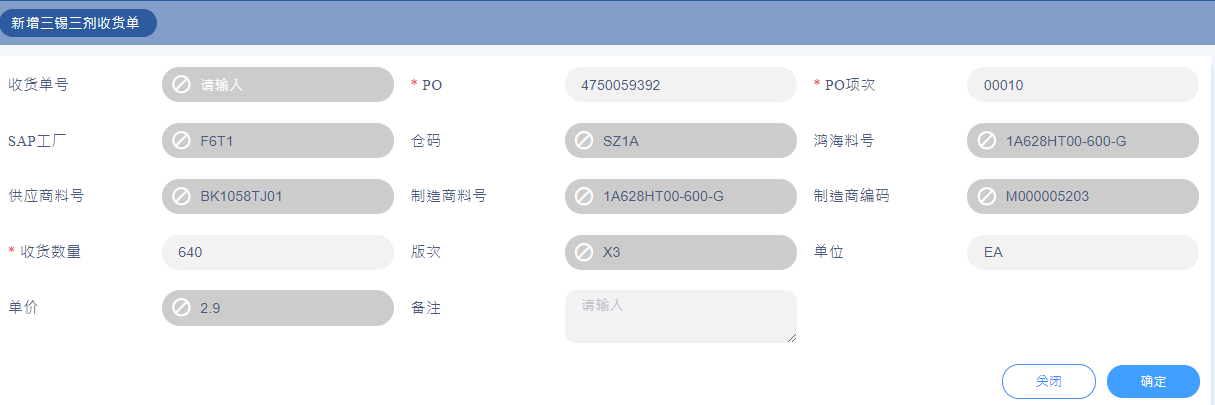 新增三锡三剂收货单
收货单号 请输入 * PO 4750059392 * PO项次 00010
SAP工厂 F6T1 仓码 SZ1A 鸿海料号 1A628HT00-600-G
供应商料号 BK1058TJ01 制造商料号 1A628HT00-600-G 制造商编码 M000005203
* 收货数量 640 版次 X3 单位 EA
单价 2.9 备注 请输入
关闭 确定